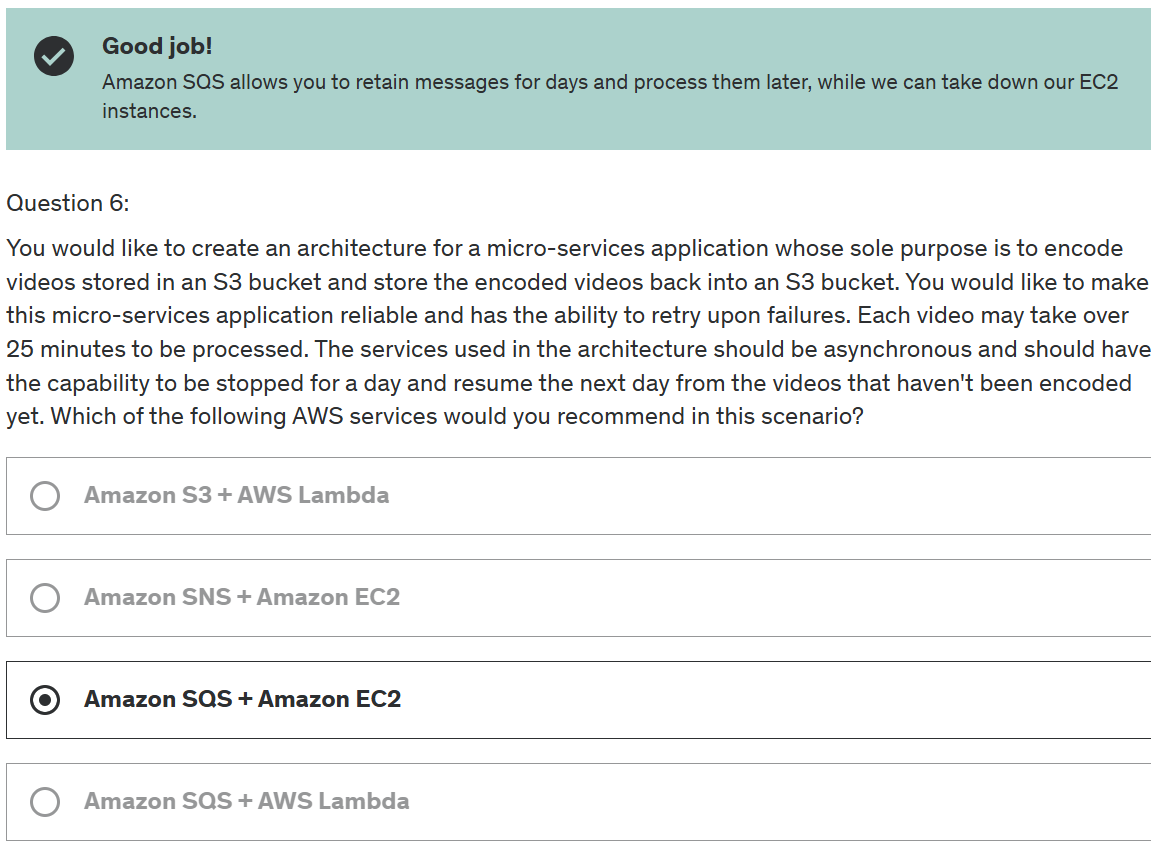 Good job!
Amazon SQS allows you to retain messages for days and process them later, while we can take down our EC2
instances.
Question 6:
You would like to create an architecture for a micro-services application whose sole purpose is to encode
videos stored in an S3 bucket and store the encoded videos back into an S3 bucket. You would like to make
this micro-services application reliable and has the ability to retry upon failures. Each video may take over
25 minutes to be processed. The services used in the architecture should be asynchronous and should have
the capability to be stopped for a day and resume the next day from the videos that haven't been encoded
yet. Which of the following AWS services would you recommend in this scenario?
Amazon S3 + AWS Lambda
Amazon SNS + Amazon EC2
Amazon SQS + Amazon EC2
Amazon SQS + AWS Lambda